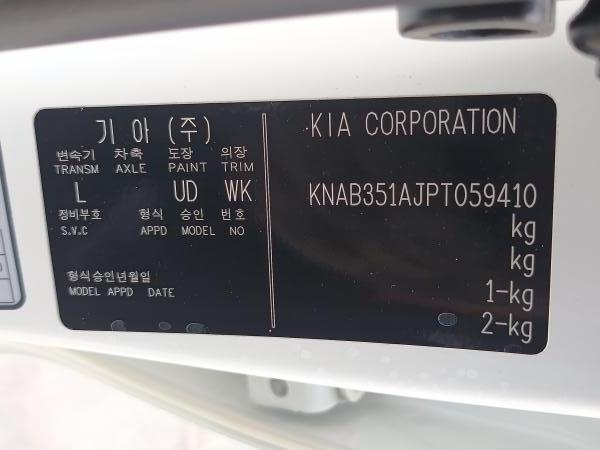 기아(주)
변속기 차축 도장 위장
TRANSM AXLE PAINT TRIM
L UD WK
정비부호 형식 승인 번호
S.V.C APPD MODEL NO
형식승인년월일
MODEL APPD DATE
KIA CORPORATION
KNAB351AJPT059410
kg
kg
1-kg
2-kg